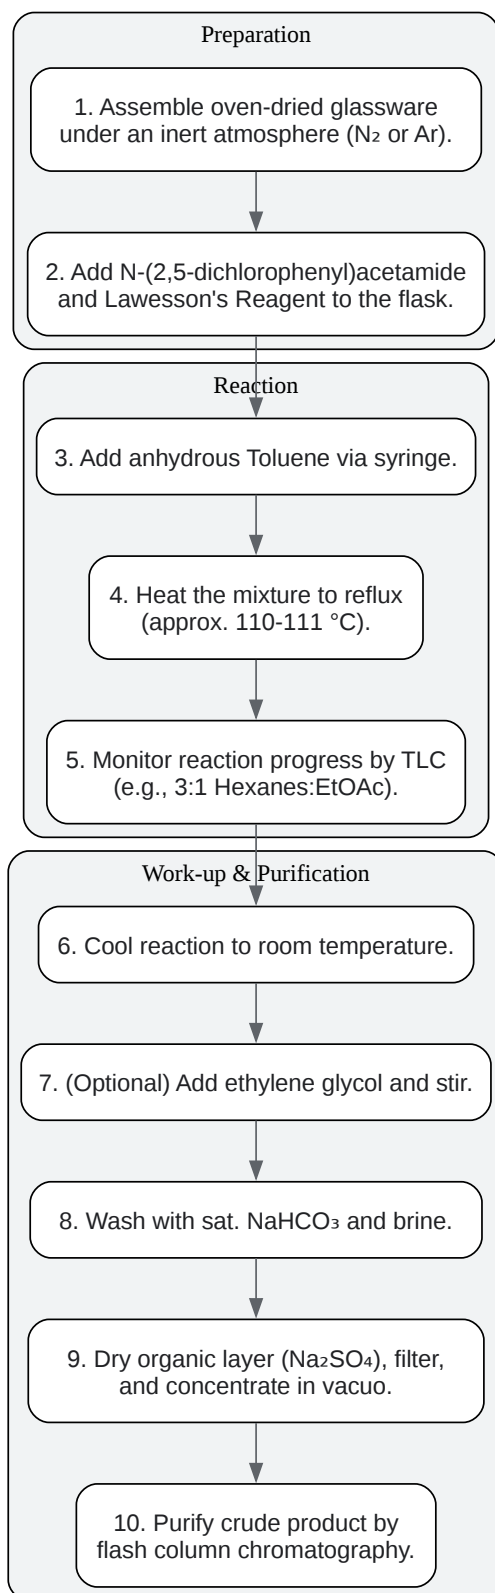 Preparation
1. Assemble oven-dried glassware
under an inert atmosphere (N₂ or Ar).
2. Add N-(2,5-dichlorophenyl)acetamide
and Lawesson's Reagent to the flask.
Reaction
3. Add anhydrous Toluene via syringe.
4. Heat the mixture to reflux
(approx. 110-111 °C).
5. Monitor reaction progress by TLC
(e.g., 3:1 Hexanes:EtOAc).
Work-up & Purification
6. Cool reaction to room temperature.
7. (Optional) Add ethylene glycol and stir.
8. Wash with sat. NaHCO₃ and brine.
9. Dry organic layer (Na₂SO₄), filter,
and concentrate in vacuo.
10. Purify crude product by
flash column chromatography.